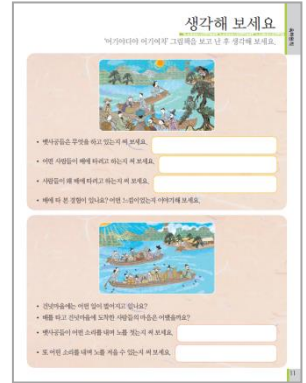 생각해 보세요
'어기야디야 어기여차' 그림책을 보고 난 후 생각해 보세요.
• 뱃사공들은 무엇을 하고 있는지 써 보세요.
• 어떤 사람들이 배에 타려고 하는지 써 보세요.
• 사람들이 왜 배에 타려고 하는지 써 보세요.
• 배에 타 본 경험이 있나요? 어떤 느낌이었는지 이야기해 보세요.
• 건넛마을에는 어떤 일이 벌어지고 있나요?
• 배를 타고 건넛마을에 도착한 사람들의 마음은 어땠을까요?
• 뱃사공들이 어떤 소리를 내며 노를 젓는지 써 보세요.
• 또 어떤 소리를 내며 노를 저을 수 있는지 써 보세요.
11